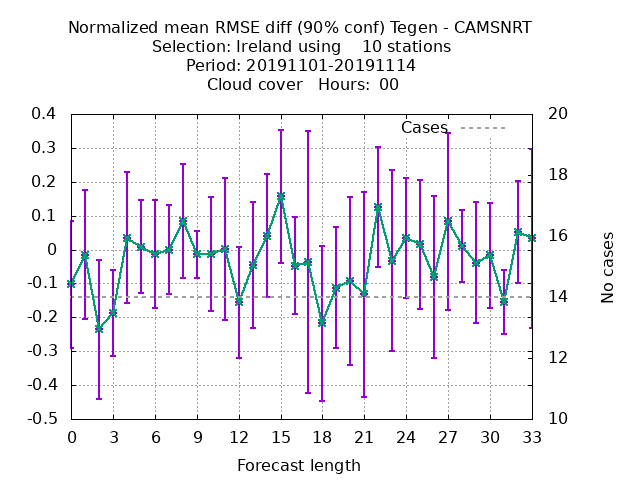 Normalized mean RMSE diff (90% conf) Tegen - CAMSNRT
Selection: Ireland using    10 stations
Period: 20191101-20191114
Cloud cover   Hours:  00
Cases
0.4
0.3
0.2
0.1
0
-0.1
-0.2
-0.3
-0.4
-0.5
20
18
16
14
12
10
No cases
0 3 6 9 12 15 18 21 24 27 30 33
Forecast length